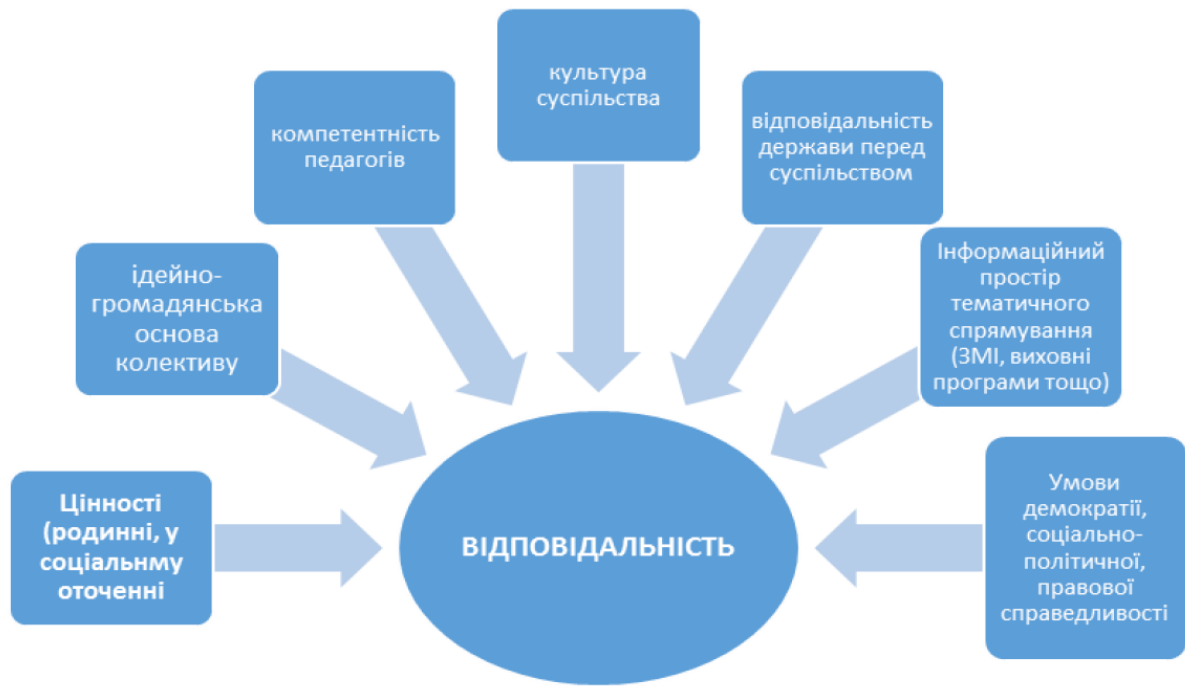 культура
суспільства
компетентність
педагогів
відповідальність
держави перед
суспільством
ідейно-
громадянська
основа
колективу
Інформаційний
простір
тематичного
спрямування
(ЗМІ, виховні
програми тощо)
Цінності
(родинні, у
соціальнму
оточенні
ВІДПОВІДАЛЬНІСТЬ
Умови
демократії,
соціально-
політичної,
правової
справедливості